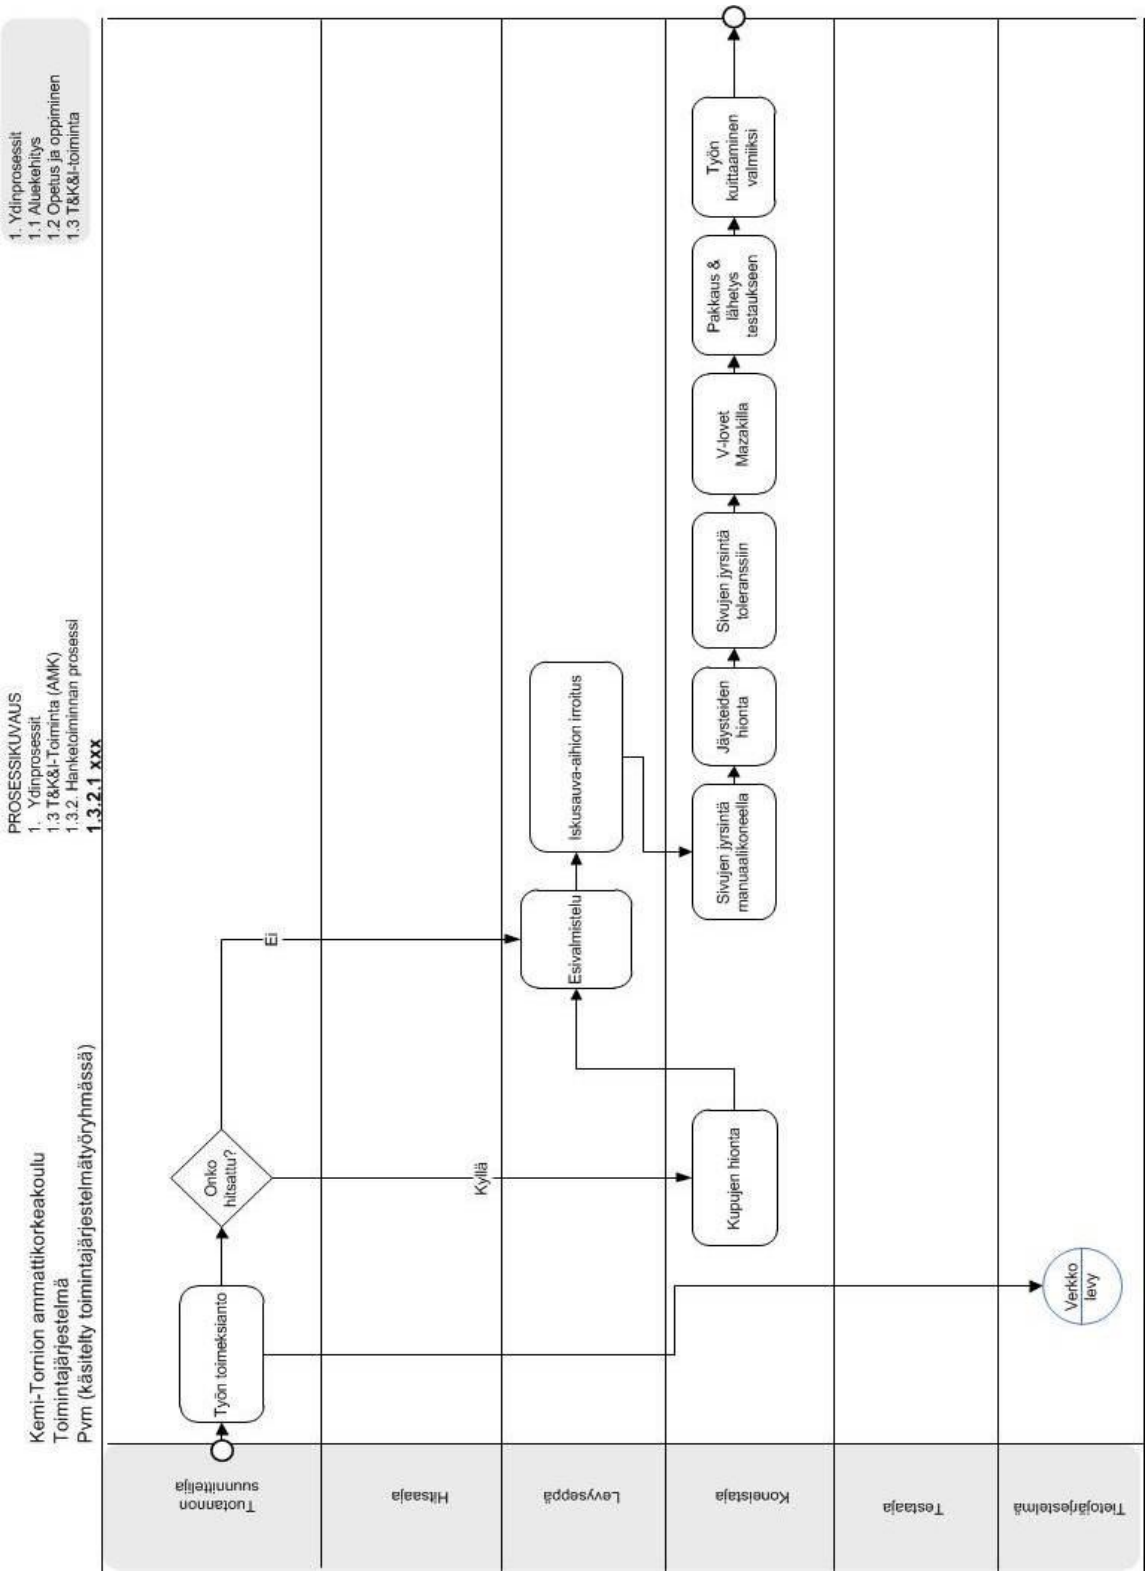 Kemi-Tornion ammattikorkeakoulu
Toimintajärjestelmä
Pvm (käsitelty toimintajärjestelmätyöryhmässä)
PROSESSIKUVAUS
1. Ydinprosessit
1.3 T&K&I-Toiminta (AMK)
1.3.2. Hanketoiminnan prosessi
1.3.2.1 xxx
1. Ydinprosessit
1.1 Aluekehitys
1.2 Opetus ja oppiminen
1.3 T&K&I-toiminta
Tuotannon
suunnittelija
Työn toimeksianto
Onko
hitsattu?
Ei
Kyllä
Hitsaaja
Levyseppä
Esivalmistelu
Iskusauva-aihion irroitus
Koneistaja
Kupujen hionta
Sivujen jyrsintä
manuaalikoneella
Jäysteiden
hionta
Sivujen jyrsintä
toleranssiin
V-lovet
Mazakilla
Pakkaus &
lähetys
testaukseen
Työn
kuittaaminen
valmiiksi
Testaaja
Tietojärjestelmä
Verkko
levy